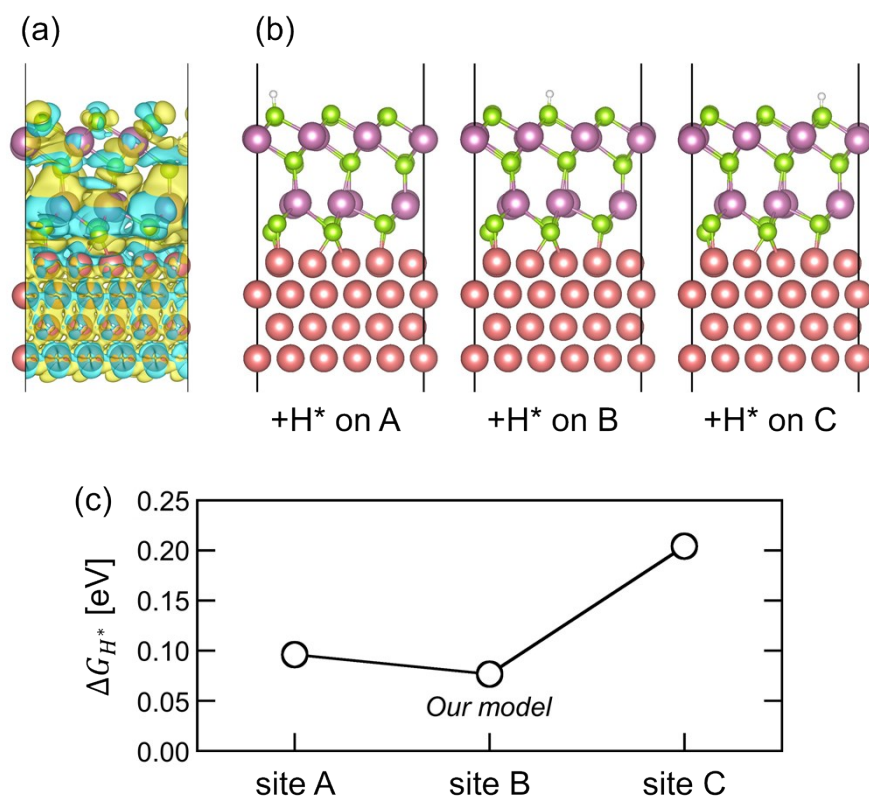 (a)
(b)
+H* on A
+H* on B
+H* on C
(c)
ΔG_H* [eV]
0.25
0.20
0.15
0.10
0.05
0.00
Our model
site A
site B
site C